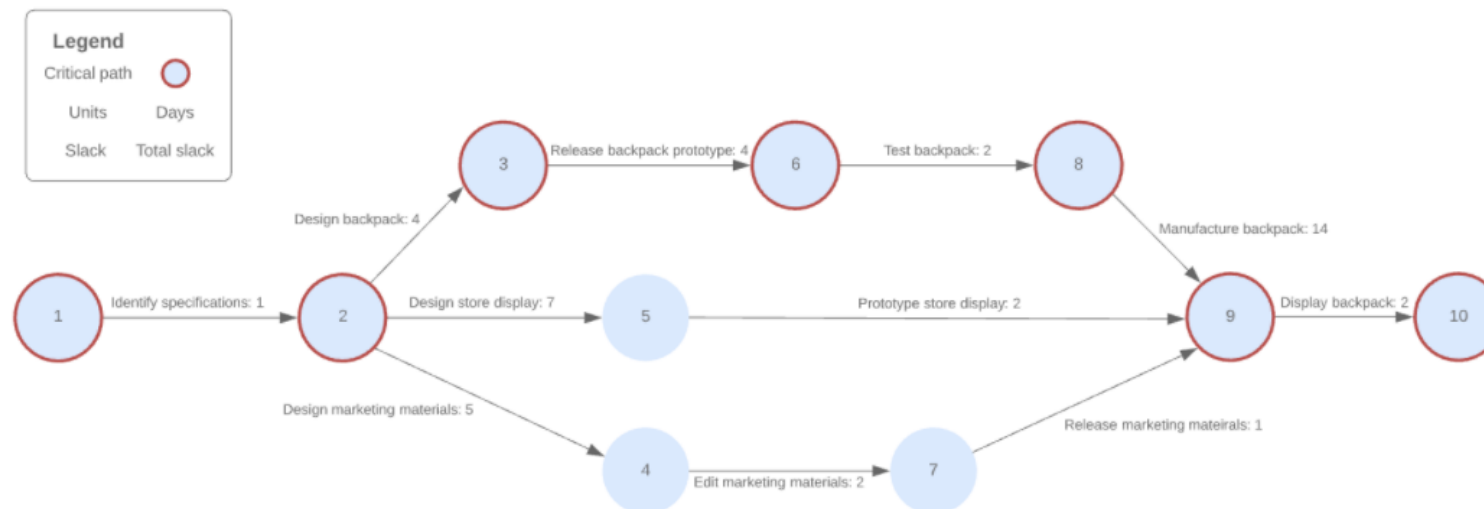 Legend
Critical path
Units Days
Slack Total slack
3
Release backpack prototype: 4
6
Test backpack: 2
8
Design backpack: 4
Manufacture backpack: 14
1
Identify specifications: 1
2
Design store display: 7
5
Prototype store display: 2
9
Display backpack: 2
10
Design marketing materials: 5
Release marketing mateirals: 1
4
Edit marketing materials: 2
7